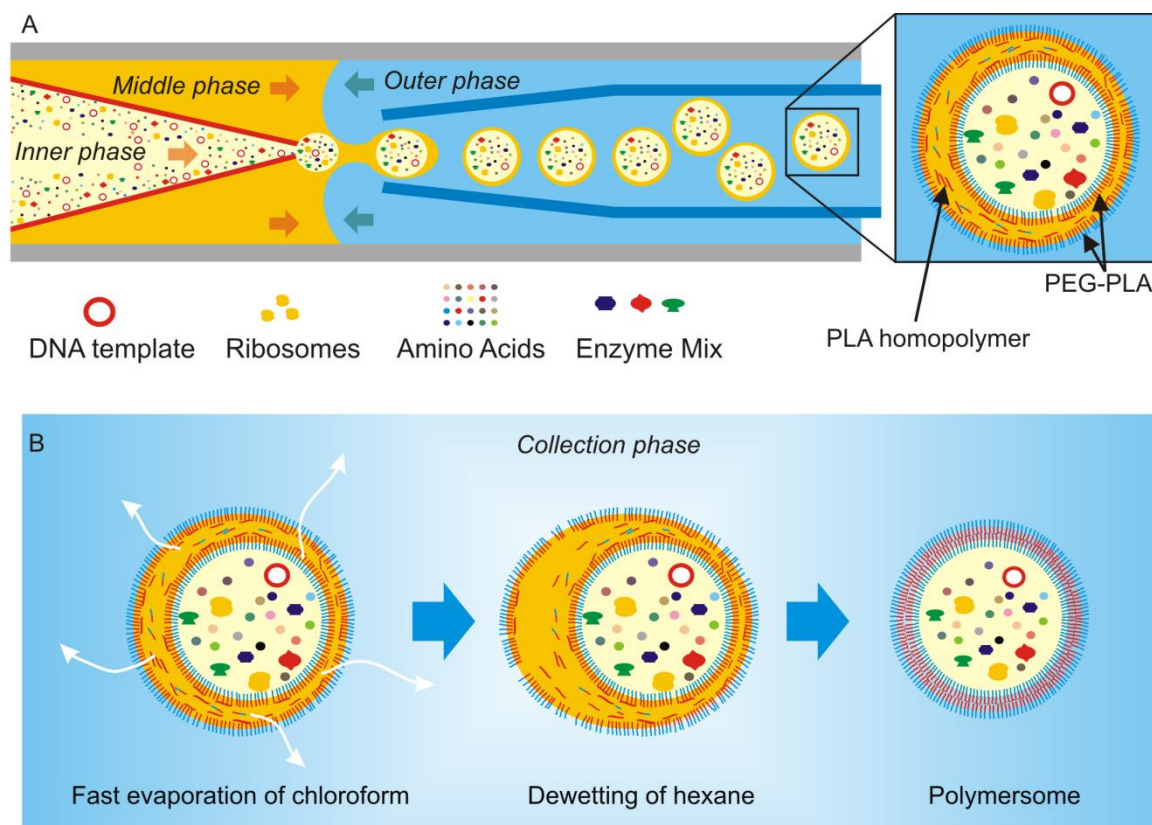 A
Middle phase
Outer phase
Inner phase
PEG-PLA
PLA homopolymer
DNA template
Ribosomes
Amino Acids
Enzyme Mix
B
Collection phase
Fast evaporation of chloroform
Dewetting of hexane
Polymersome